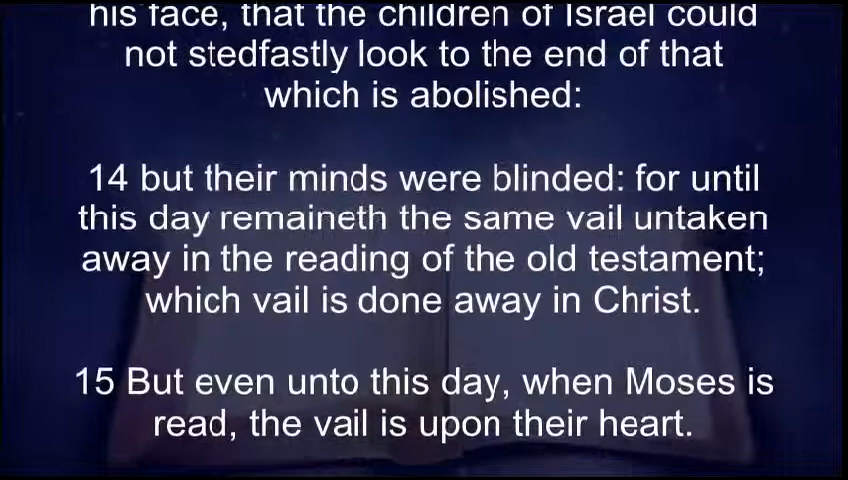 his face, that the children of Israel could
not stedfastly look to the end of that
which is abolished:
14 but their minds were blinded: for until
this day remaineth the same vail untaken
away in the reading of the old testament;
which vail is done away in Christ.
15 But even unto this day, when Moses is
read, the vail is upon their heart.